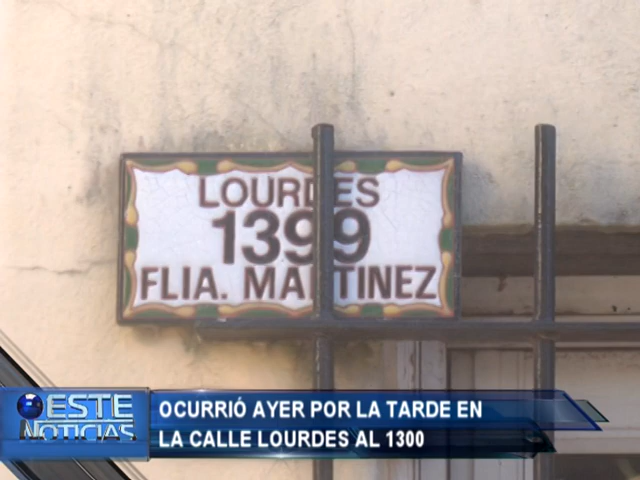 LOURDES
1399
FLIA. MARTINEZ
OESTE
NOTICIAS
OCURRIÓ AYER POR LA TARDE EN
LA CALLE LOURDES AL 1300